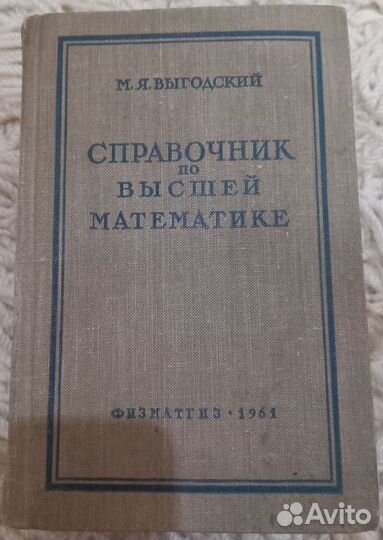 М. Я. ВЫГОДСКИЙ
СПРАВОЧНИК
ПО
ВЫСШЕЙ
МАТЕМАТИКЕ
ФИЗМАТГИЗ · 1961
Avito